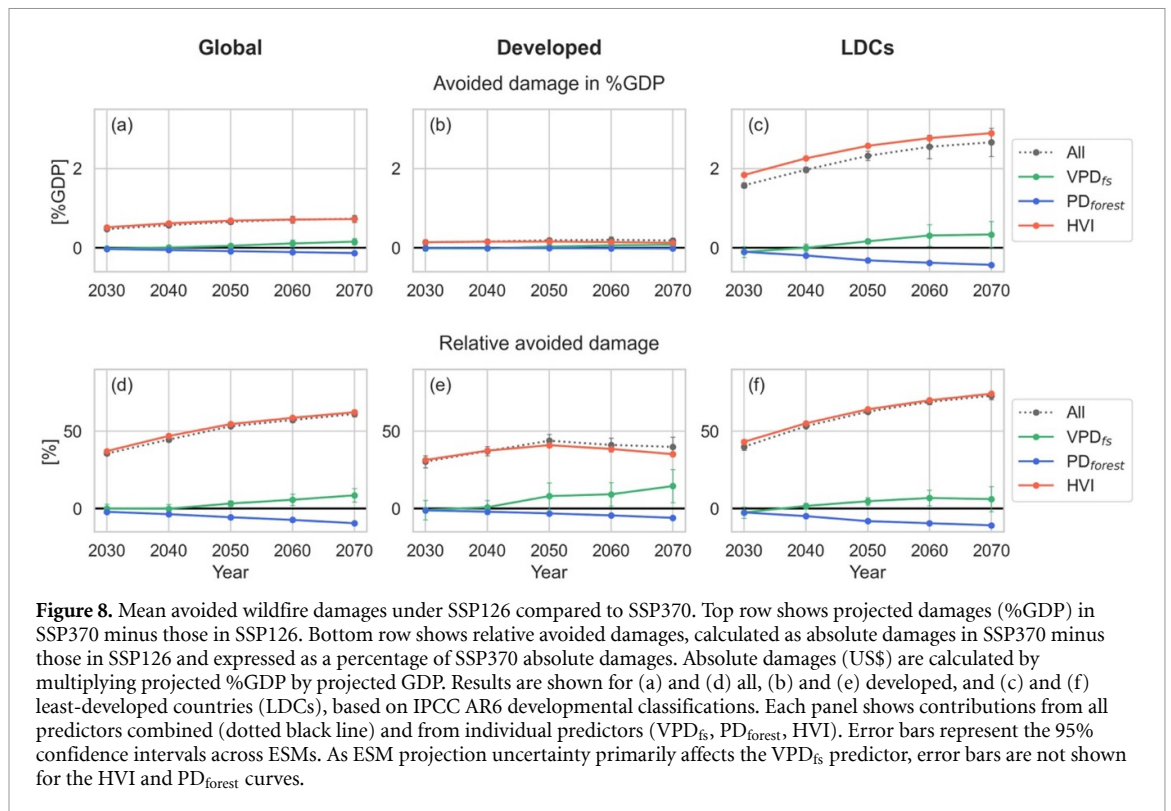 Global Developed LDCs
Avoided damage in %GDP
(a) (b) (c)
[%GDP]
2
0
2
0
2
0
2030 2040 2050 2060 2070
2030 2040 2050 2060 2070
2030 2040 2050 2060 2070
All
VPDfs
PDforest
HVI
Relative avoided damage
(d) (e) (f)
[%]
50
0
50
0
50
0
2030 2040 2050 2060 2070
2030 2040 2050 2060 2070
2030 2040 2050 2060 2070
Year Year Year
All
VPDfs
PDforest
HVI
Figure 8. Mean avoided wildfire damages under SSP126 compared to SSP370. Top row shows projected damages (%GDP) in
SSP370 minus those in SSP126. Bottom row shows relative avoided damages, calculated as absolute damages in SSP370 minus
those in SSP126 and expressed as a percentage of SSP370 absolute damages. Absolute damages (US$) are calculated by
multiplying projected %GDP by projected GDP. Results are shown for (a) and (d) all, (b) and (e) developed, and (c) and (f)
least-developed countries (LDCs), based on IPCC AR6 developmental classifications. Each panel shows contributions from all
predictors combined (dotted black line) and from individual predictors (VPDfs, PDforest, HVI). Error bars represent the 95%
confidence intervals across ESMs. As ESM projection uncertainty primarily affects the VPDfs predictor, error bars are not shown
for the HVI and PDforest curves.